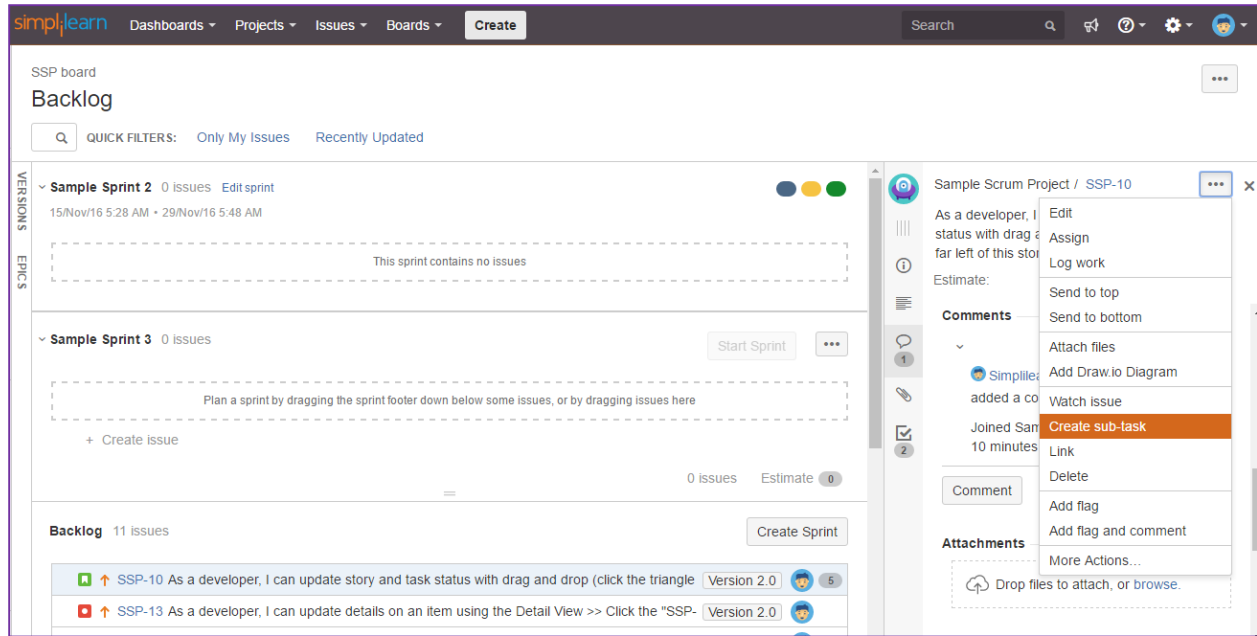 simplilearn Dashboards Projects Issues Boards Create Search
SSP board
Backlog
QUICK FILTERS: Only My Issues Recently Updated
VERSIONS
EPICS
Sample Sprint 2 0 issues Edit sprint
15/Nov/16 5:28 AM • 29/Nov/16 5:48 AM
This sprint contains no issues
Sample Sprint 3 0 issues Start Sprint •••
Plan a sprint by dragging the sprint footer down below some issues, or by dragging issues here
+ Create issue
0 issues Estimate 0
Backlog 11 issues Create Sprint
SSP-10 As a developer, I can update story and task status with drag and drop (click the triangle Version 2.0 5
SSP-13 As a developer, I can update details on an item using the Detail View >> Click the "SSP- Version 2.0
1
2
Sample Scrum Project / SSP-10 •••
As a developer, I
status with drag
far left of this
Estimate:
Comments
added a
Joined
10 minutes
Comment
Attachments
Drop files to attach, or browse.
Edit
Assign
Log work
Send to top
Send to bottom
Attach files
Add Draw.io Diagram
Watch issue
Create sub-task
Link
Delete
Add flag
Add flag and comment
More Actions...